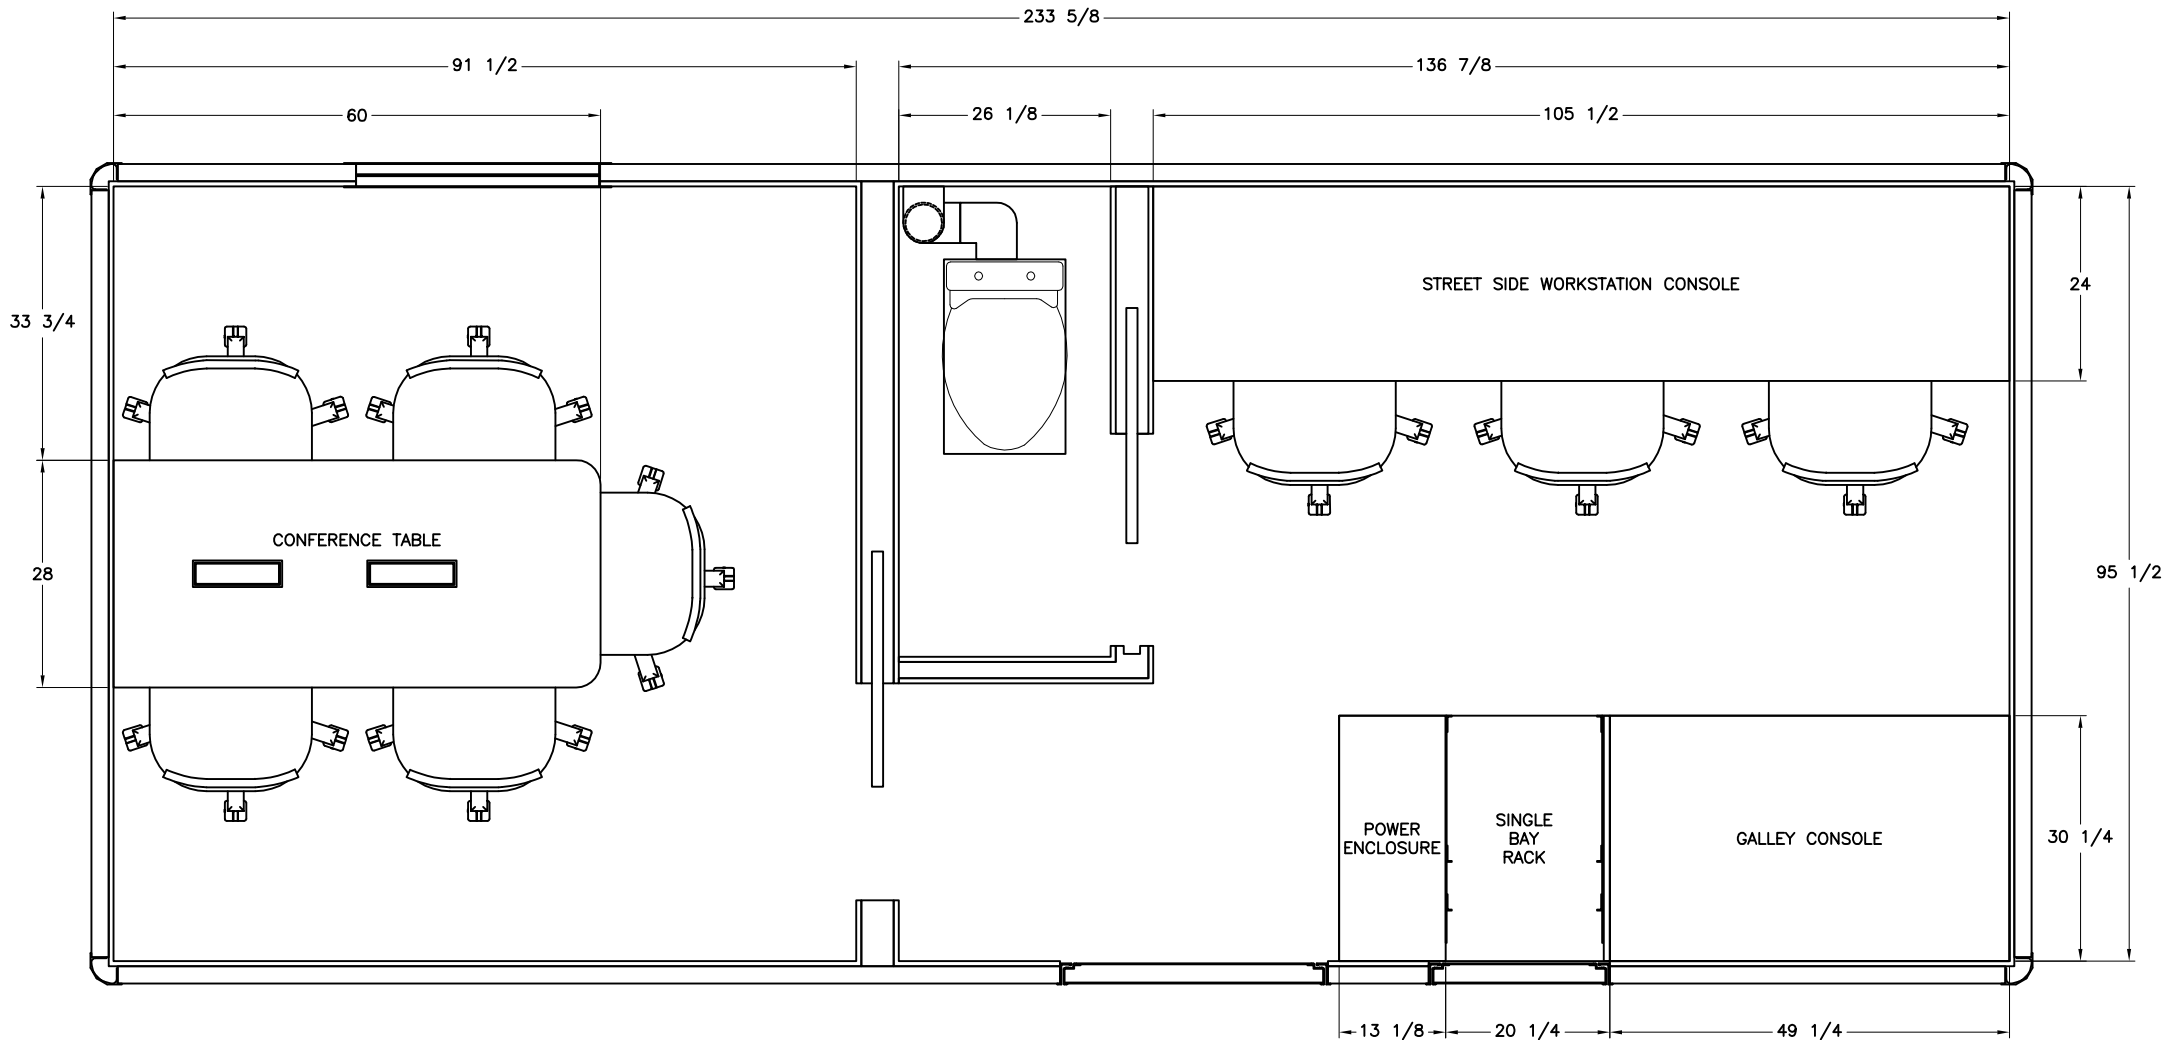 233 5/8
91 1/2
136 7/8
60
26 1/8
105 1/2
STREET SIDE WORKSTATION CONSOLE
24
33 3/4
CONFERENCE TABLE
28
95 1/2
POWER
ENCLOSURE
SINGLE
BAY
RACK
GALLEY CONSOLE
30 1/4
13 1/8
20 1/4
49 1/4